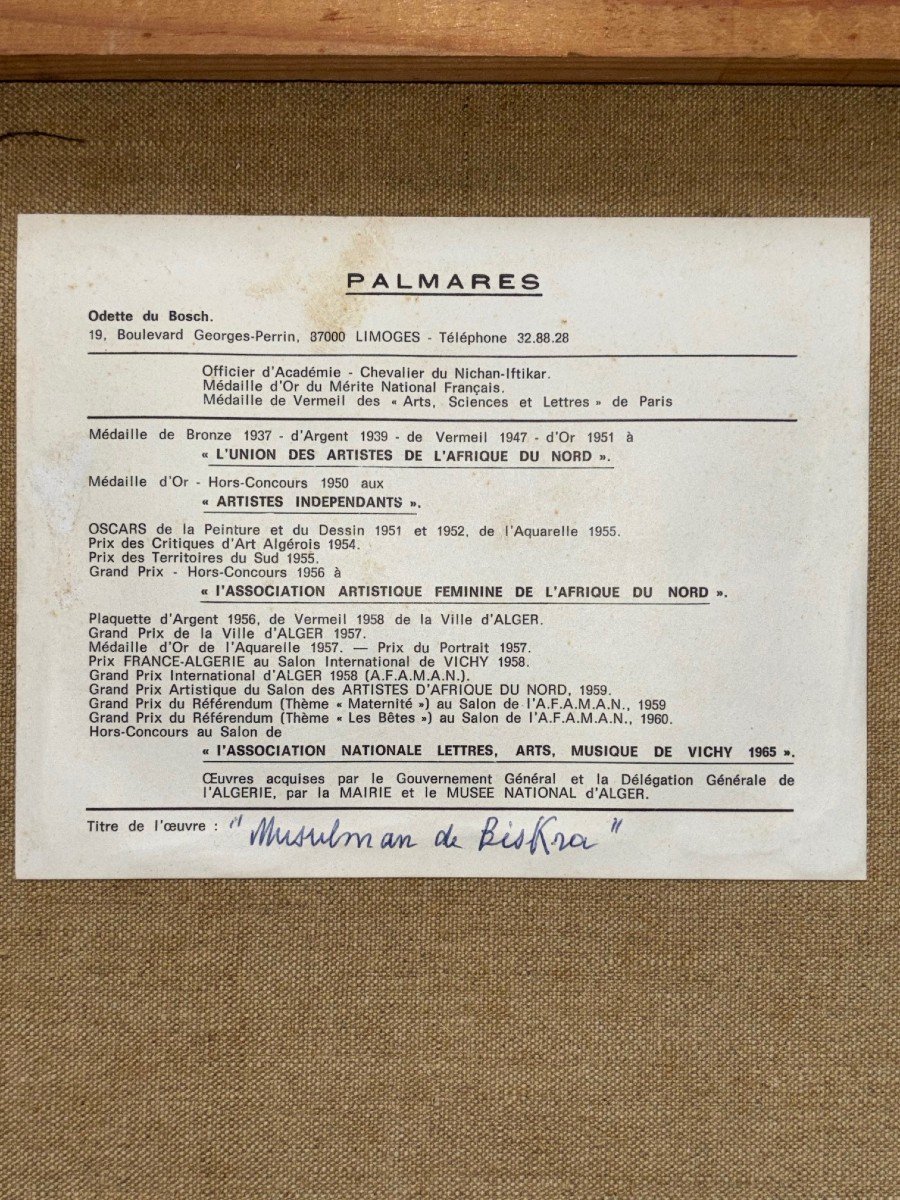 PALMARES
Odette du Bosch.
19, Boulevard Georges-Perrin, 87000 LIMOGES - Téléphone 32.88.28
Officier d'Académie - Chevalier du Nichan-Iftikar.
Médaille d'Or du Mérite National Français.
Médaille de Vermeil des « Arts, Sciences et Lettres » de Paris
Médaille de Bronze 1937 - d'Argent 1939 - de Vermeil 1947 - d'Or 1951 à
« L'UNION DES ARTISTES DE L'AFRIQUE DU NORD ».
Médaille d'Or - Hors-Concours 1950 aux
« ARTISTES INDEPENDANTS ».
OSCARS de la Peinture et du Dessin 1951 et 1952, de l'Aquarelle 1955.
Prix des Critiques d'Art Algérois 1954.
Prix des Territoires du Sud 1955.
Grand Prix - Hors-Concours 1956 à
« l'ASSOCIATION ARTISTIQUE FEMININE DE L'AFRIQUE DU NORD ».
Plaquette d'Argent 1956, de Vermeil 1958 de la Ville d'ALGER.
Grand Prix de la Ville d'ALGER 1957.
Médaille d'Or de l'Aquarelle 1957. — Prix du Portrait 1957.
Prix FRANCE-ALGERIE au Salon International de VICHY 1958.
Grand Prix International d'ALGER 1958 (A.F.A.M.A.N.).
Grand Prix Artistique du Salon des ARTISTES D'AFRIQUE DU NORD, 1959.
Grand Prix du Référendum (Thème « Maternité ») au Salon de l'A.F.A.M.A.N., 1959
Grand Prix du Référendum (Thème « Les Bêtes ») au Salon de l'A.F.A.M.A.N., 1960.
Hors-Concours au Salon de
« l'ASSOCIATION NATIONALE LETTRES, ARTS, MUSIQUE DE VICHY 1965 ».
Œuvres acquises par le Gouvernement Général et la Délégation Générale de
l'ALGERIE, par la MAIRIE et le MUSEE NATIONAL d'ALGER.
Titre de l'œuvre : "Musulman de Biskra"